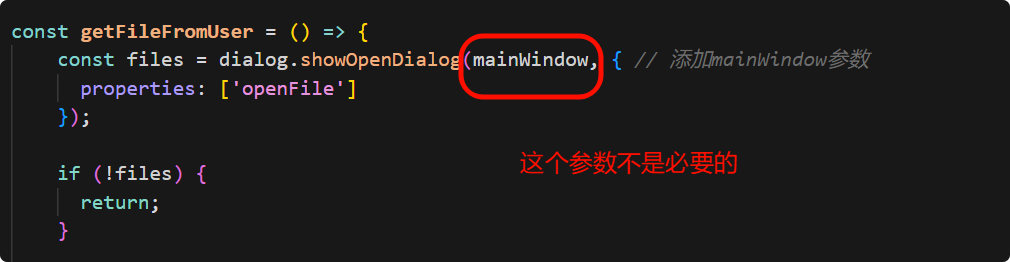 const getFileFromUser = () => {
const files = dialog.showOpenDialog(mainWindow, { // 添加mainWindow参数
properties: ['openFile']
});
这个参数不是必要的
if (!files) {
return;
}